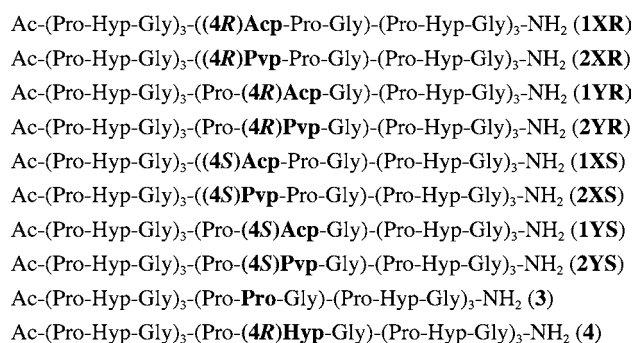 Ac-(Pro-Hyp-Gly)₃-((4R)Acp-Pro-Gly)-(Pro-Hyp-Gly)₃-NH₂ (1XR)
Ac-(Pro-Hyp-Gly)₃-((4R)Pvp-Pro-Gly)-(Pro-Hyp-Gly)₃-NH₂ (2XR)
Ac-(Pro-Hyp-Gly)₃-(Pro-(4R)Acp-Gly)-(Pro-Hyp-Gly)₃-NH₂ (1YR)
Ac-(Pro-Hyp-Gly)₃-(Pro-(4R)Pvp-Gly)-(Pro-Hyp-Gly)₃-NH₂ (2YR)
Ac-(Pro-Hyp-Gly)₃-((4S)Acp-Pro-Gly)-(Pro-Hyp-Gly)₃-NH₂ (1XS)
Ac-(Pro-Hyp-Gly)₃-((4S)Pvp-Pro-Gly)-(Pro-Hyp-Gly)₃-NH₂ (2XS)
Ac-(Pro-Hyp-Gly)₃-(Pro-(4S)Acp-Gly)-(Pro-Hyp-Gly)₃-NH₂ (1YS)
Ac-(Pro-Hyp-Gly)₃-(Pro-(4S)Pvp-Gly)-(Pro-Hyp-Gly)₃-NH₂ (2YS)
Ac-(Pro-Hyp-Gly)₃-(Pro-Pro-Gly)-(Pro-Hyp-Gly)₃-NH₂ (3)
Ac-(Pro-Hyp-Gly)₃-(Pro-(4R)Hyp-Gly)-(Pro-Hyp-Gly)₃-NH₂ (4)